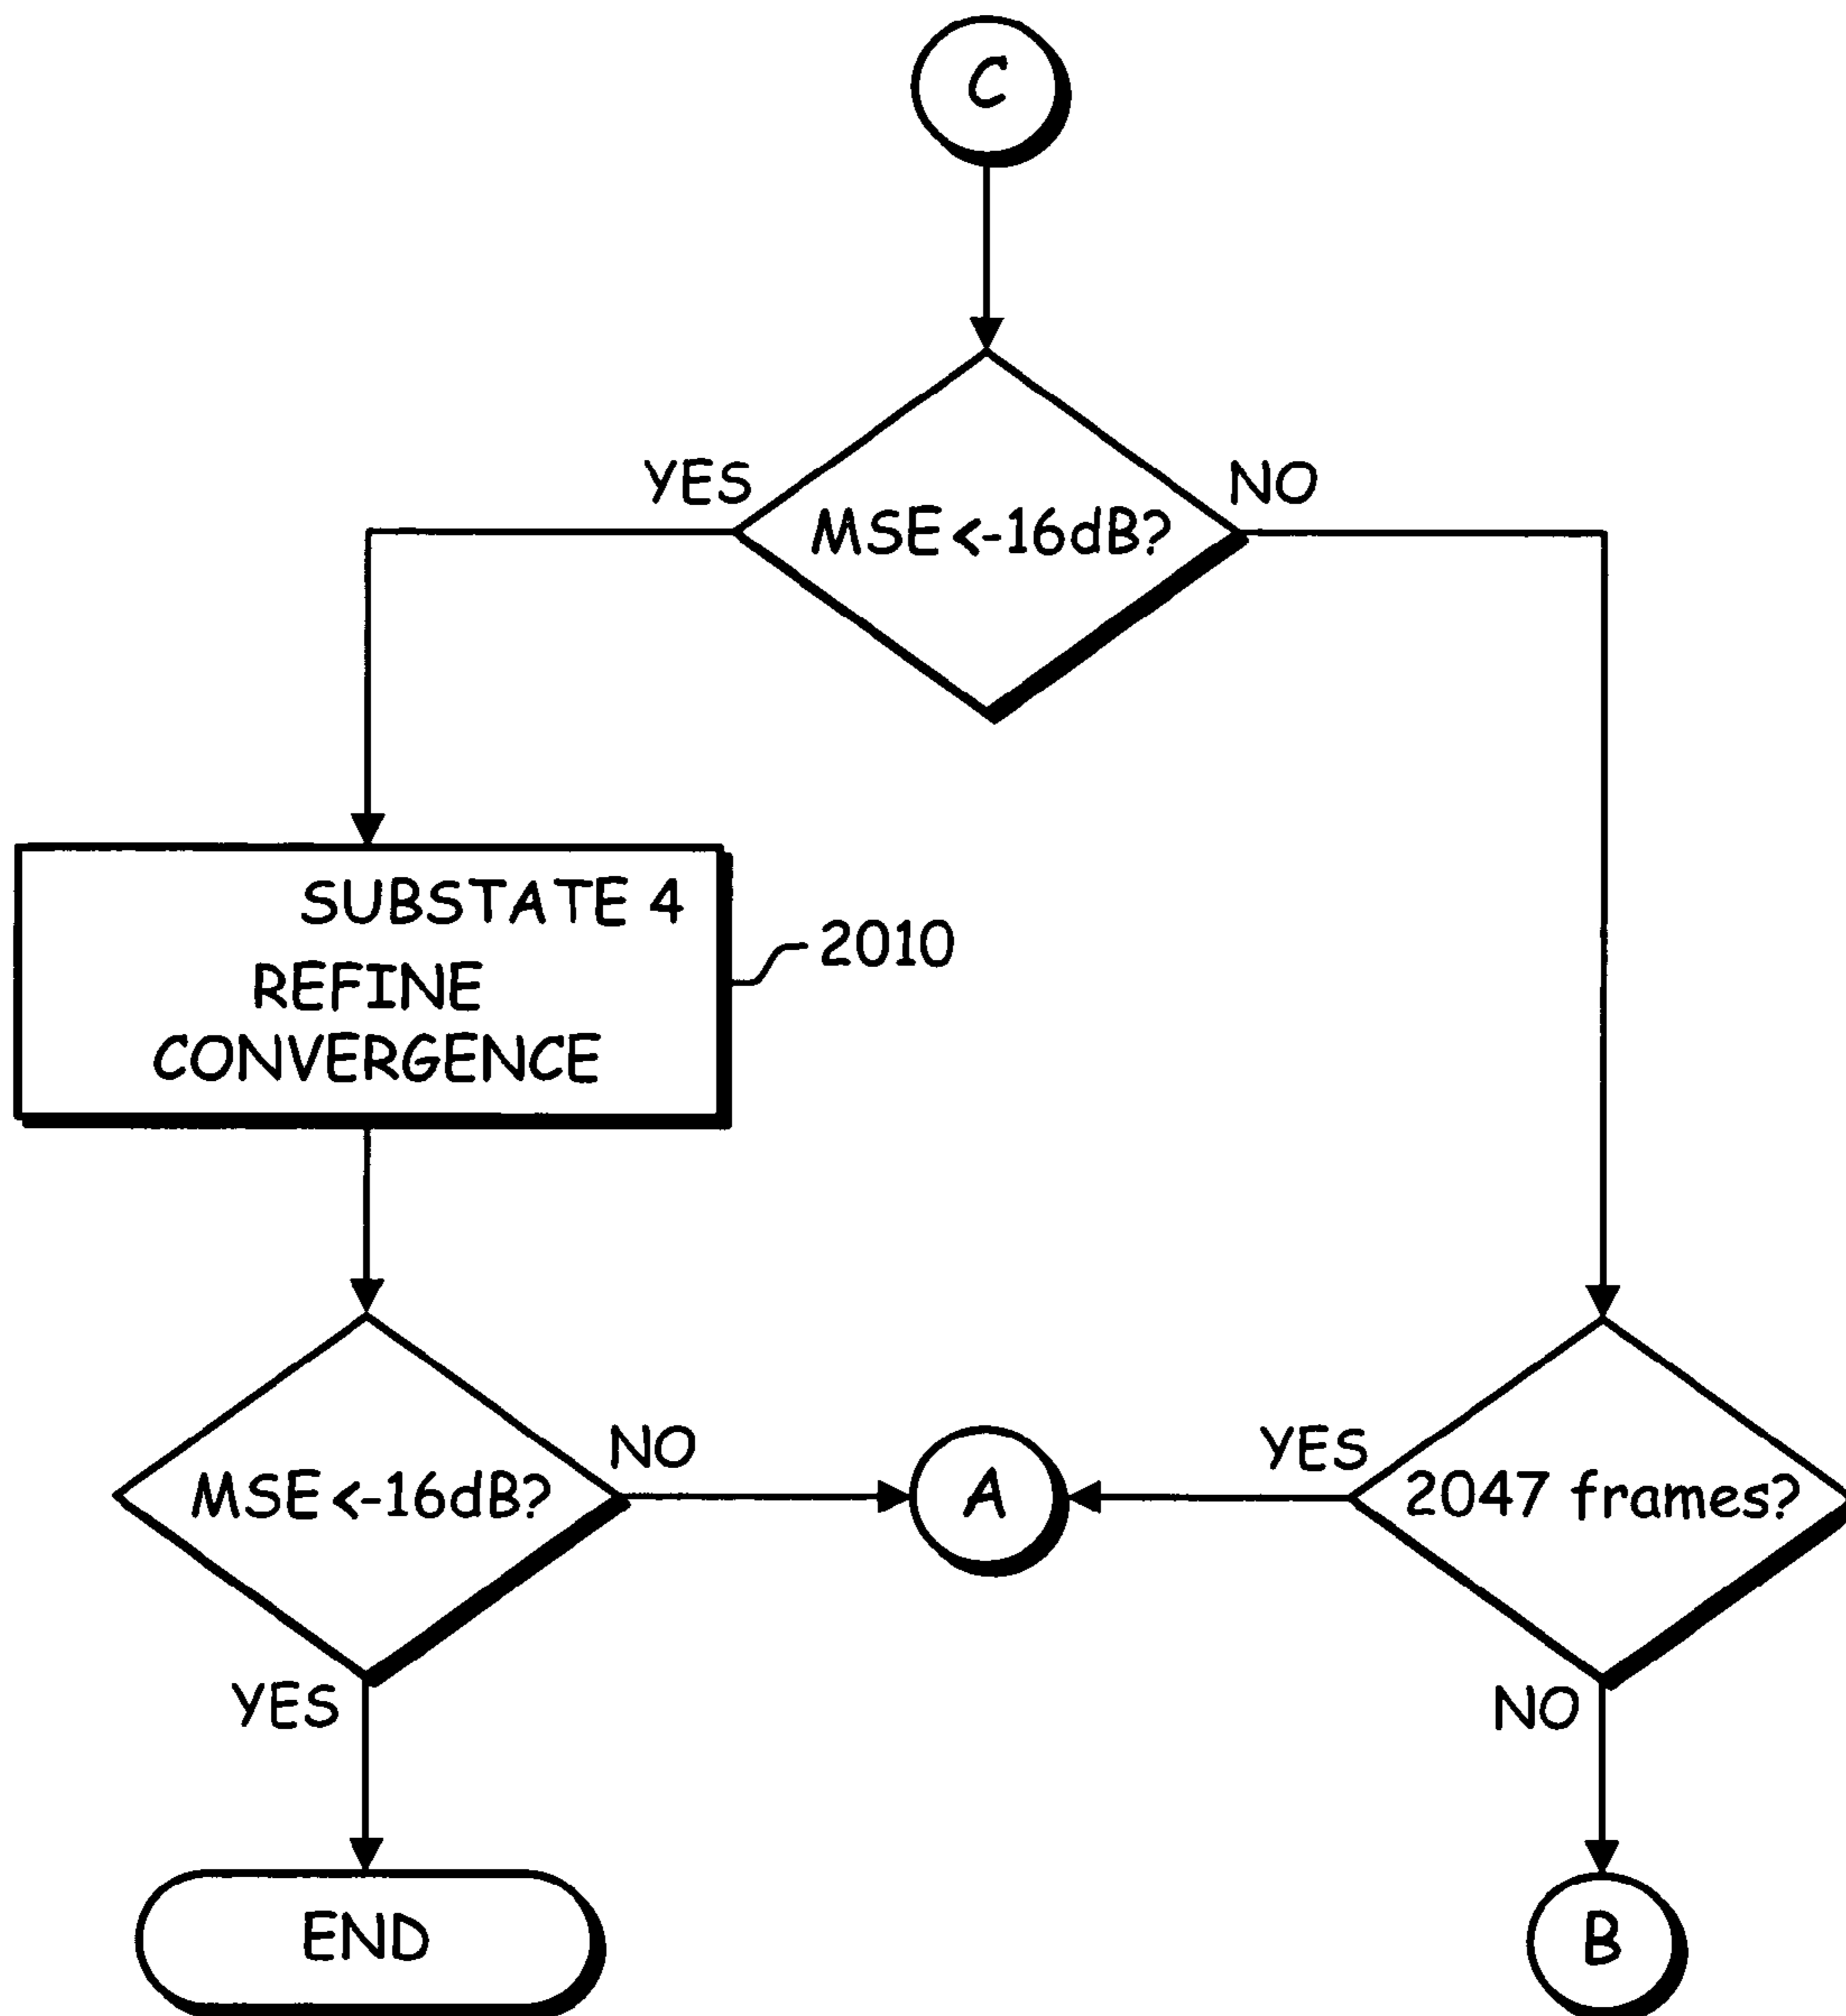 C
YES
NO
MSE<-16dB?
SUBSTATE 4
REFINE
CONVERGENCE
2010
NO
YES
MSE<-16dB?
A
2047 frames?
YES
NO
END
B